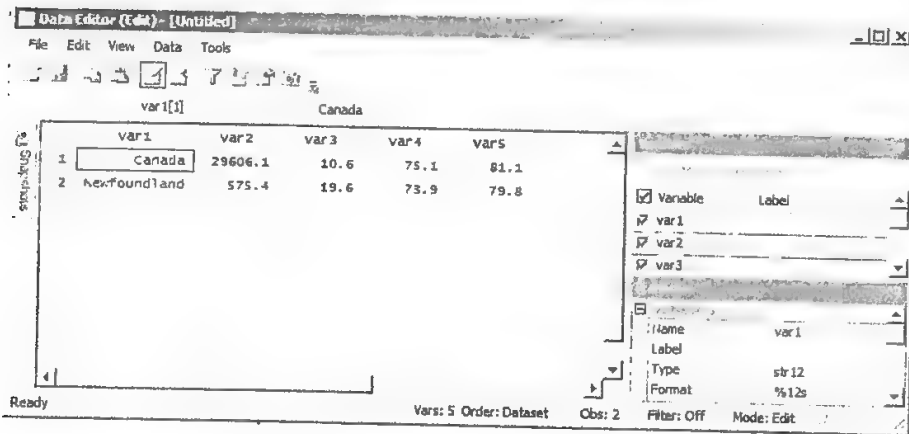 Data Editor (Edit) - [Untitled]
File Edit View Data Tools
var1[1] Canada
Snapshots
var1 var2 var3 var4 var5
1 Canada 29606.1 10.6 75.1 81.1
2 Newfoundland 575.4 19.6 73.9 79.8
Variable Label
var1
var2
var3
Name var1
Label
Type str12
Format %12s
Ready Vars: 5 Order: Dataset Obs: 2 Filter: Off Mode: Edit